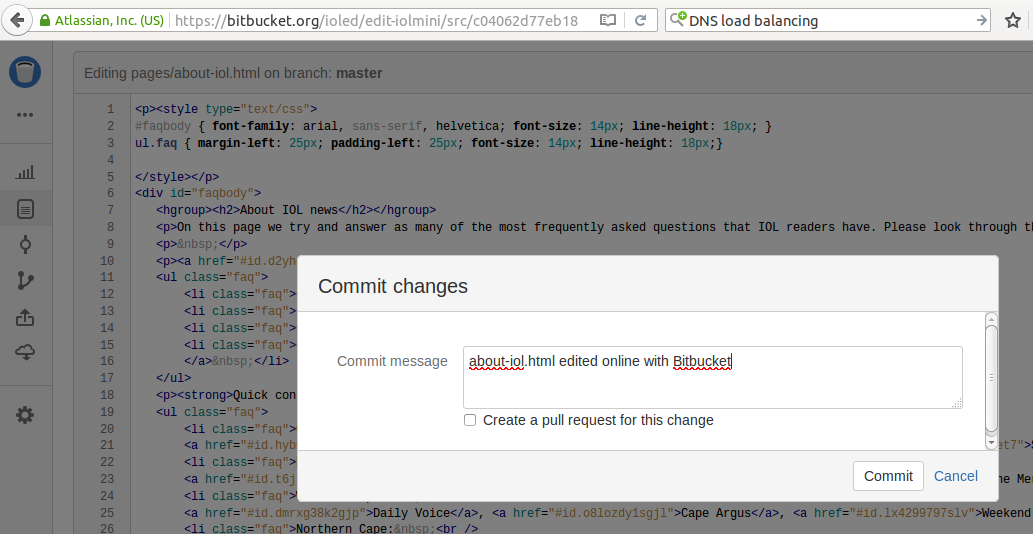 Atlassian, Inc. (US) https://bitbucket.org/ioled/edit-iolmini/src/c04062d77eb18 DNS load balancing
Editing pages/about-iol.html on branch: master
1 <p><style type="text/css">
2 #faqbody { font-family: arial, sans-serif, helvetica; font-size: 14px; line-height: 18px; }
3 ul.faq { margin-left: 25px; padding-left: 25px; font-size: 14px; line-height: 18px;}
4
5 </style></p>
6 <div id="faqbody">
7 <hgroup><h2>About IOL news</h2></hgroup>
8 <p>On this page we try and answer as many of the most frequently asked questions that IOL readers have. Please look through th
9 <p>&nbsp;</p>
10 <p><a href="#id.d2yh
11 <ul class="faq">
12 <li class="faq">
13 <li class="faq">
14 <li class="faq">
15 <li class="faq">
16 </a>&nbsp;</li>
17 </ul>
18 <p><strong>Quick con
19 <ul class="faq">
20 <li class="faq">
21 <a href="#id.hyb et7">
22 <li class="faq">
23 <a href="#id.t6j ne Mer
24 <li class="faq">
25 <a href="#id.dmrxg38k2gjp">Daily Voice</a>, <a href="#id.o8lozdy1sgjl">Cape Argus</a>, <a href="#id.lx4299797slv">Weekend
26 <li class="faq">Northern Cape:&nbsp;<br />
Commit changes
Commit message about-iol.html edited online with Bitbucket
Create a pull request for this change
Commit Cancel